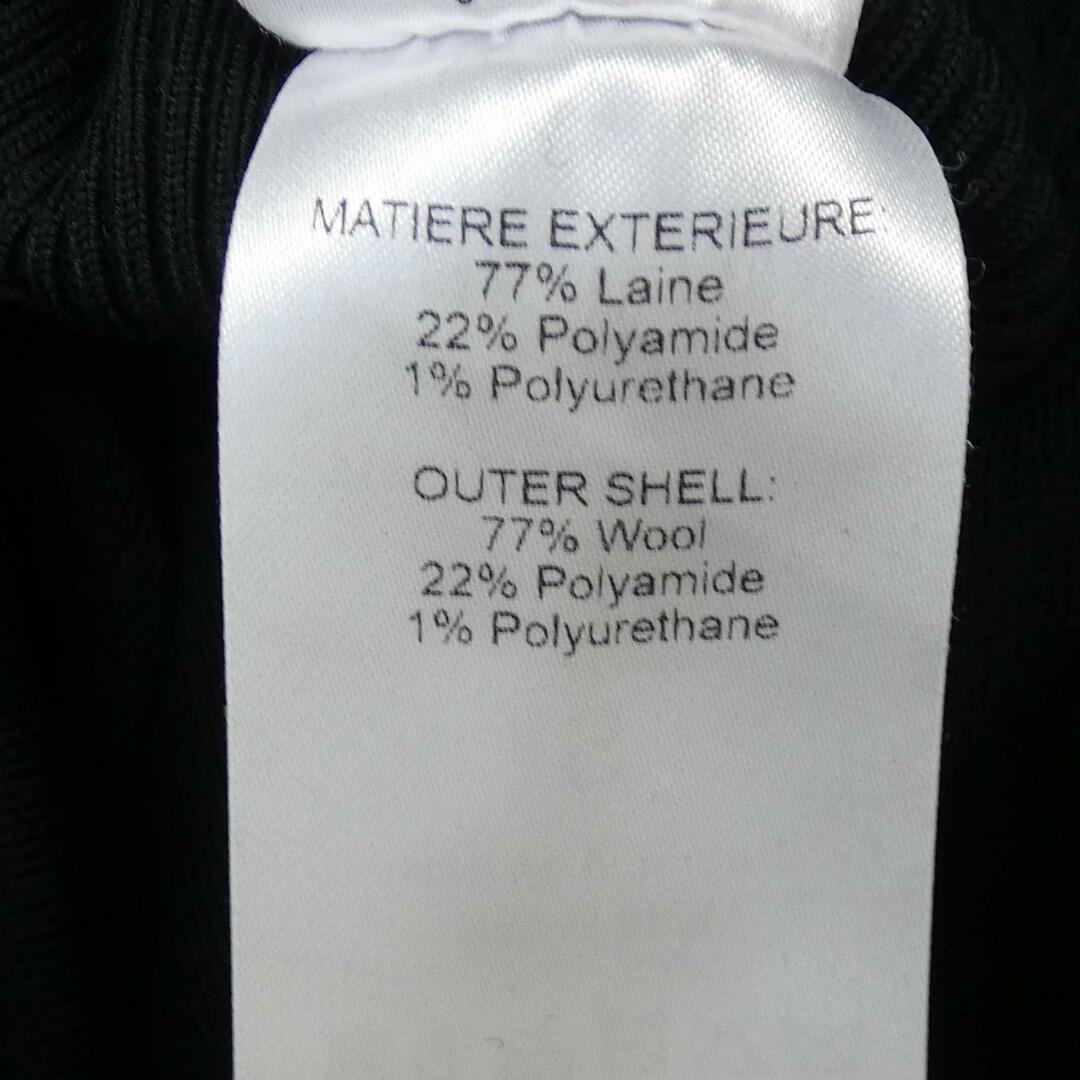 MATIERE EXTERIEURE:
77% Laine
22% Polyamide
1% Polyurethane
OUTER SHELL:
77% Wool
22% Polyamide
1% Polyurethane